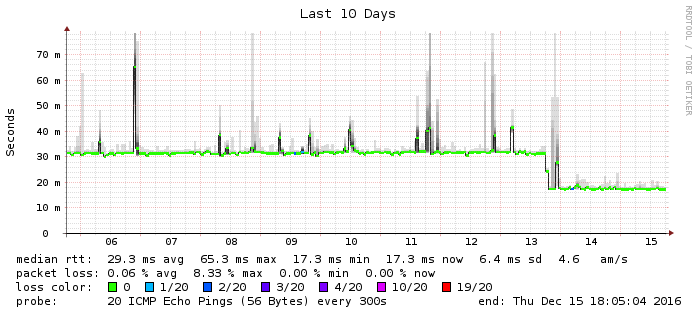 Last 10 Days
RRDTOOL / TOBI OETIKER
Seconds
70 m
60 m
50 m
40 m
30 m
20 m
10 m
0
06 07 08 09 10 11 12 13 14 15
median rtt: 29.3 ms avg 65.3 ms max 17.3 ms min 17.3 ms now 6.4 ms sd 4.6 am/s
packet loss: 0.06 % avg 8.33 % max 0.00 % min 0.00 % now
loss color: 0 1/20 2/20 3/20 4/20 10/20 19/20
probe: 20 ICMP Echo Pings (56 Bytes) every 300s end: Thu Dec 15 18:05:04 2016